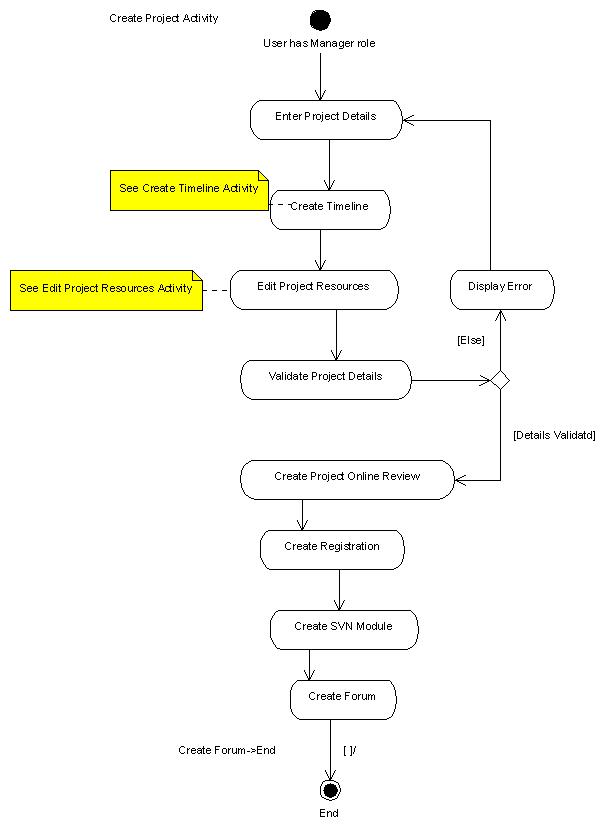 Create Project Activity
User has Manager role
Enter Project Details
See Create Timeline Activity
Create Timeline
See Edit Project Resources Activity
Edit Project Resources
Display Error
[Else]
Validate Project Details
[Details Validatd]
Create Project Online Review
Create Registration
Create SVN Module
Create Forum
Create Forum->End
[ ]/
End